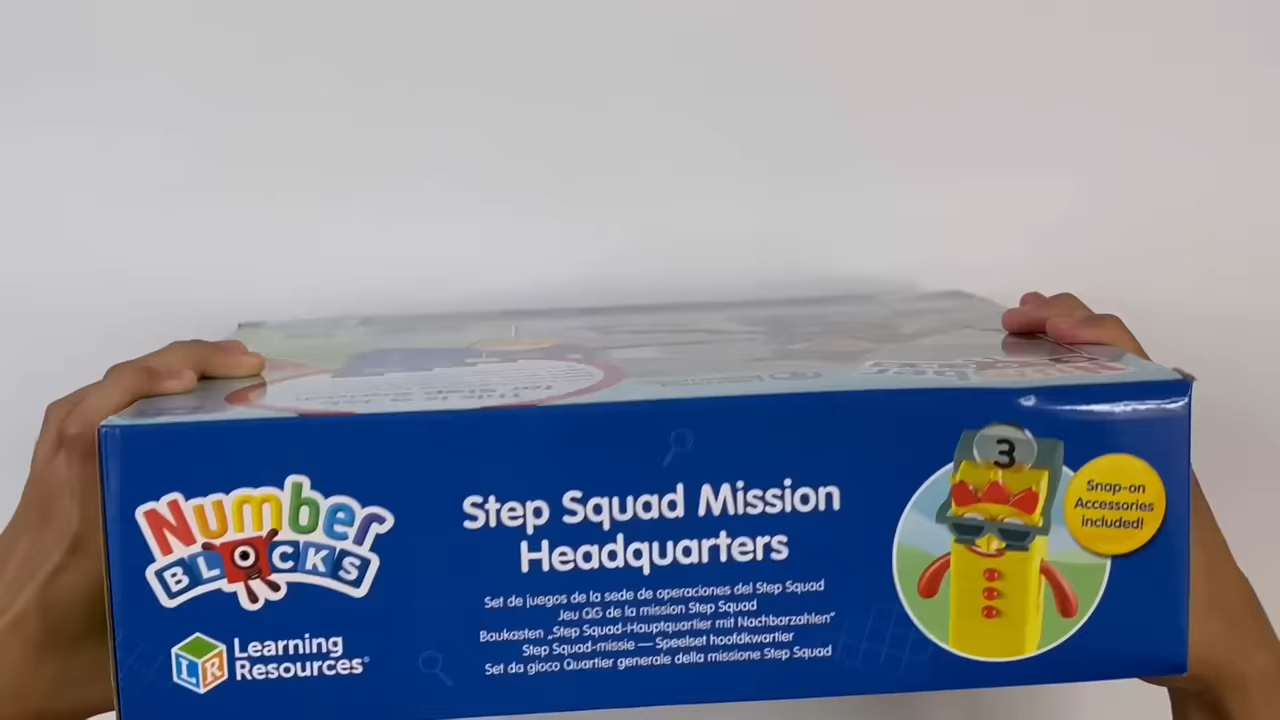 Number
BLOCKS
Learning
Resources®
Step Squad Mission
Headquarters
Set de juegos de la sede de operaciones del Step Squad
Jeu QG de la mission Step Squad
Baukasten „Step Squad-Hauptquartier mit Nachbarzahlen“
Step Squad-missie — Speelset hoofdkwartier
Set da gioco Quartier generale della missione Step Squad
3
Snap-on
Accessories
Included!
LR